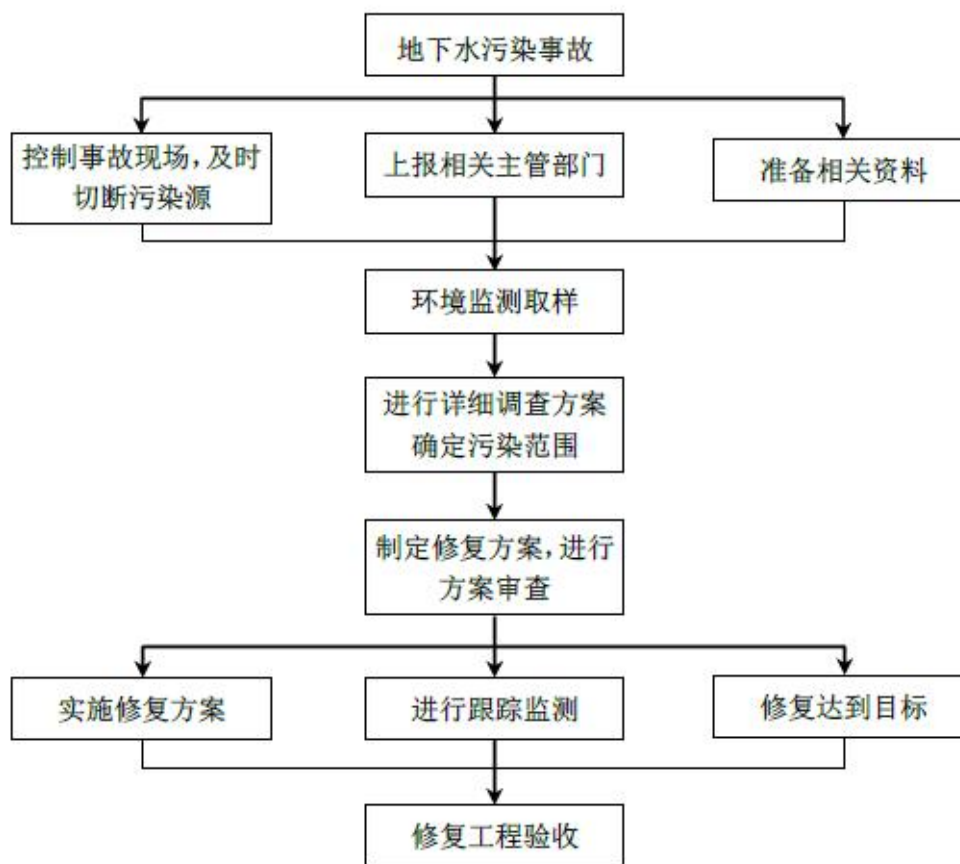 地下水污染事故
控制事故现场，及时
切断污染源
上报相关主管部门
准备相关资料
环境监测取样
进行详细调查方案
确定污染范围
制定修复方案，进行
方案审查
实施修复方案
进行跟踪监测
修复达到目标
修复工程验收